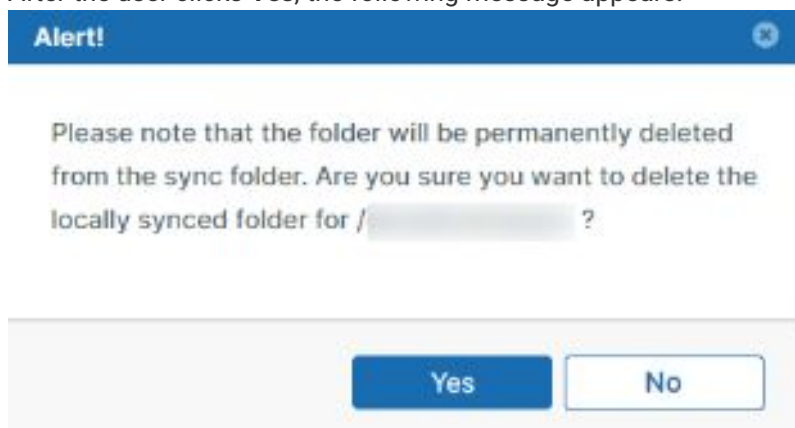 After the user clicks Yes, the following message appears:
Alert!
Please note that the folder will be permanently deleted
from the sync folder. Are you sure you want to delete the
locally synced folder for / ?
Yes
No